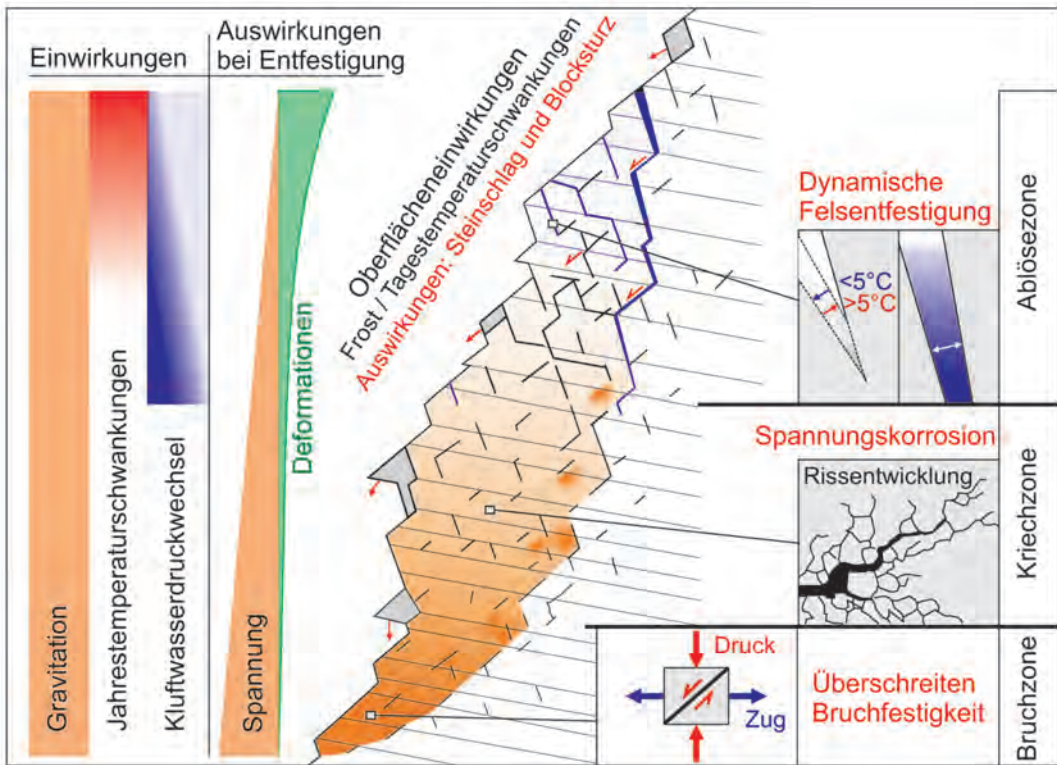 Einwirkungen
Auswirkungen
bei Entfestigung
Gravitation
Jahrestemperaturschwankungen
Kluftwasserdruckwechsel
Spannung
Deformationen
Oberflächeneinwirkungen
Frost / Tagestemperaturschwankungen
Auswirkungen: Steinschlag und Blocksturz
Dynamische
Felsentfestigung
<5°C
>5°C
Ablösezone
Spannungskorrosion
Rissentwicklung
Kriechzone
Druck
Zug
Überschreiten
Bruchfestigkeit
Bruchzone